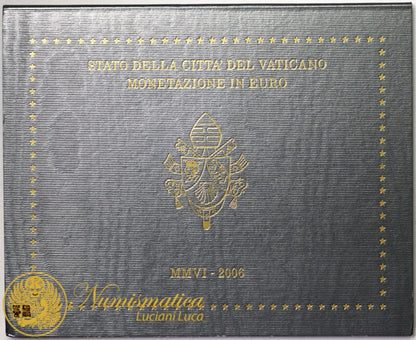 STATO DELLA CITTA' DEL VATICANO
MONETAZIONE IN EURO
MMVI - 2006
Numismatica
Luciani Luca